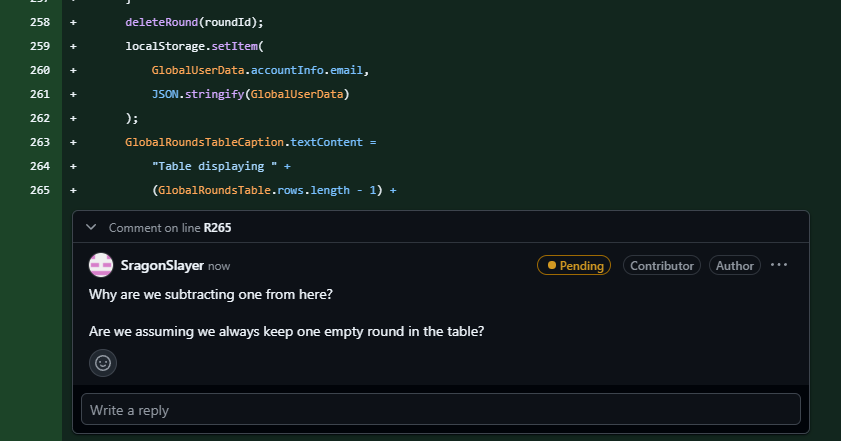 257 + }
258 + deleteRound(roundId);
259 + localStorage.setItem(
260 + GlobalUserData.accountInfo.email,
261 + JSON.stringify(GlobalUserData)
262 + );
263 + GlobalRoundsTableCaption.textContent =
264 + "Table displaying " +
265 + (GlobalRoundsTable.rows.length - 1) +
Comment on line R265
SragonSlayer now Pending Contributor Author ...
Why are we subtracting one from here?
Are we assuming we always keep one empty round in the table?
Write a reply